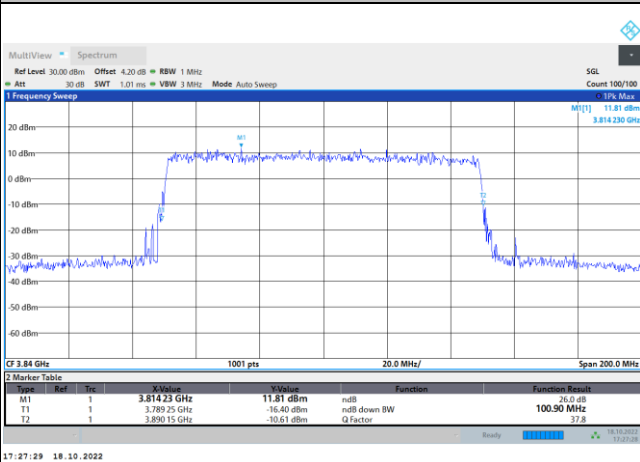 MultiView Spectrum
Ref Level 30.00 dBm Offset 4.20 dB RBW 1 MHz SGL
Att 30 dB SWT 1.01 ms VBW 3 MHz Mode Auto Sweep Count 100/100
1 Frequency Sweep 1Pk Max
M1[1] 11.81 dBm
3.814 230 GHz
20 dBm
M1
10 dBm
0 dBm
-10 dBm
T2
-20 dBm
-30 dBm
-40 dBm
-50 dBm
-60 dBm
CF 3.84 GHz 1001 pts 20.0 MHz/ Span 200.0 MHz
2 Marker Table
Type Ref Trc X-Value Y-Value Function Function Result
M1 1 3.814 23 GHz 11.81 dBm ndB 26.0 dB
T1 1 3.789 25 GHz -16.40 dBm ndB down BW 100.90 MHz
T2 1 3.890 15 GHz -10.61 dBm Q Factor 37.8
Ready 18.10.2022
17:27:28
17:27:29 18.10.2022